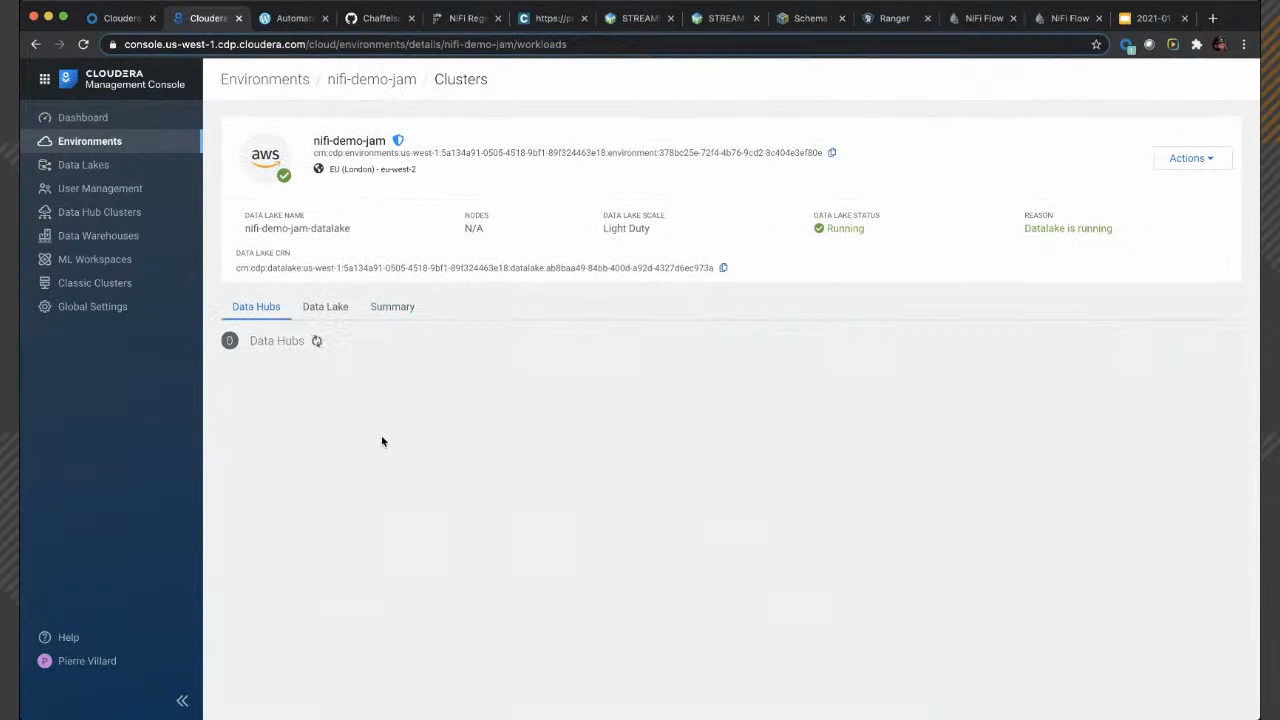 Cloudera
Cloudera
Automat
Chaffels
NiFi Reg
https://p
STREAM
STREAM
Schema
Ranger
NiFi Flow
NiFi Flow
2021-01
console.us-west-1.cdp.cloudera.com/cloud/environments/details/nifi-demo-jam/workloads
CLOUDERA
Management Console
Dashboard
Environments
Data Lakes
User Management
Data Hub Clusters
Data Warehouses
ML Workspaces
Classic Clusters
Global Settings
Help
P
Pierre Villard
Environments / nifi-demo-jam / Clusters
aws
nifi-demo-jam
crn:cdp:environments:us-west-1:5a134a91-0505-4518-9bf1-89f324463e18:environment:378bc25e-72f4-4b76-9cd2-8c404e3ef80e
EU (London) - eu-west-2
Actions
DATA LAKE NAME
nifi-demo-jam-datalake
NODES
N/A
DATA LAKE SCALE
Light Duty
DATA LAKE STATUS
Running
REASON
Datalake is running
DATA LAKE CRN
crn:cdp:datalake:us-west-1:5a134a91-0505-4518-9bf1-89f324463e18:datalake:ab8baa49-84bb-400d-a92d-4327d6ec973a
Data Hubs
Data Lake
Summary
0 Data Hubs